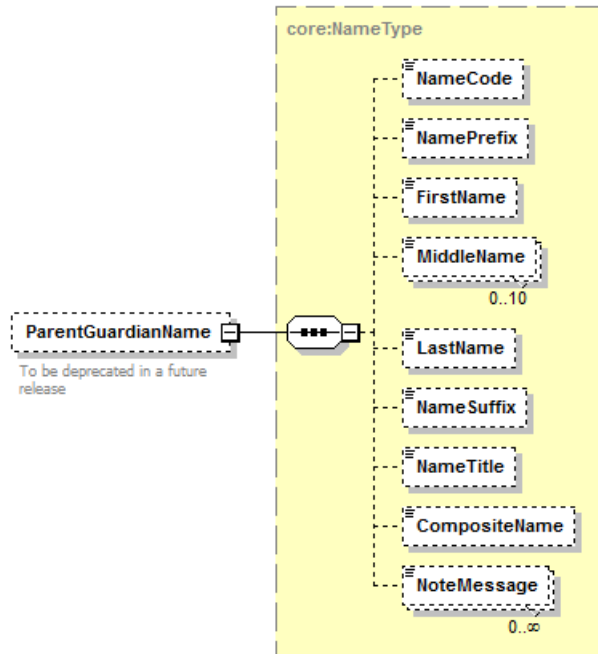 core:NameType
NameCode
NamePrefix
FirstName
MiddleName
0..10
ParentGuardianName
To be deprecated in a future
release
LastName
NameSuffix
NameTitle
CompositeName
NoteMessage
0..∞